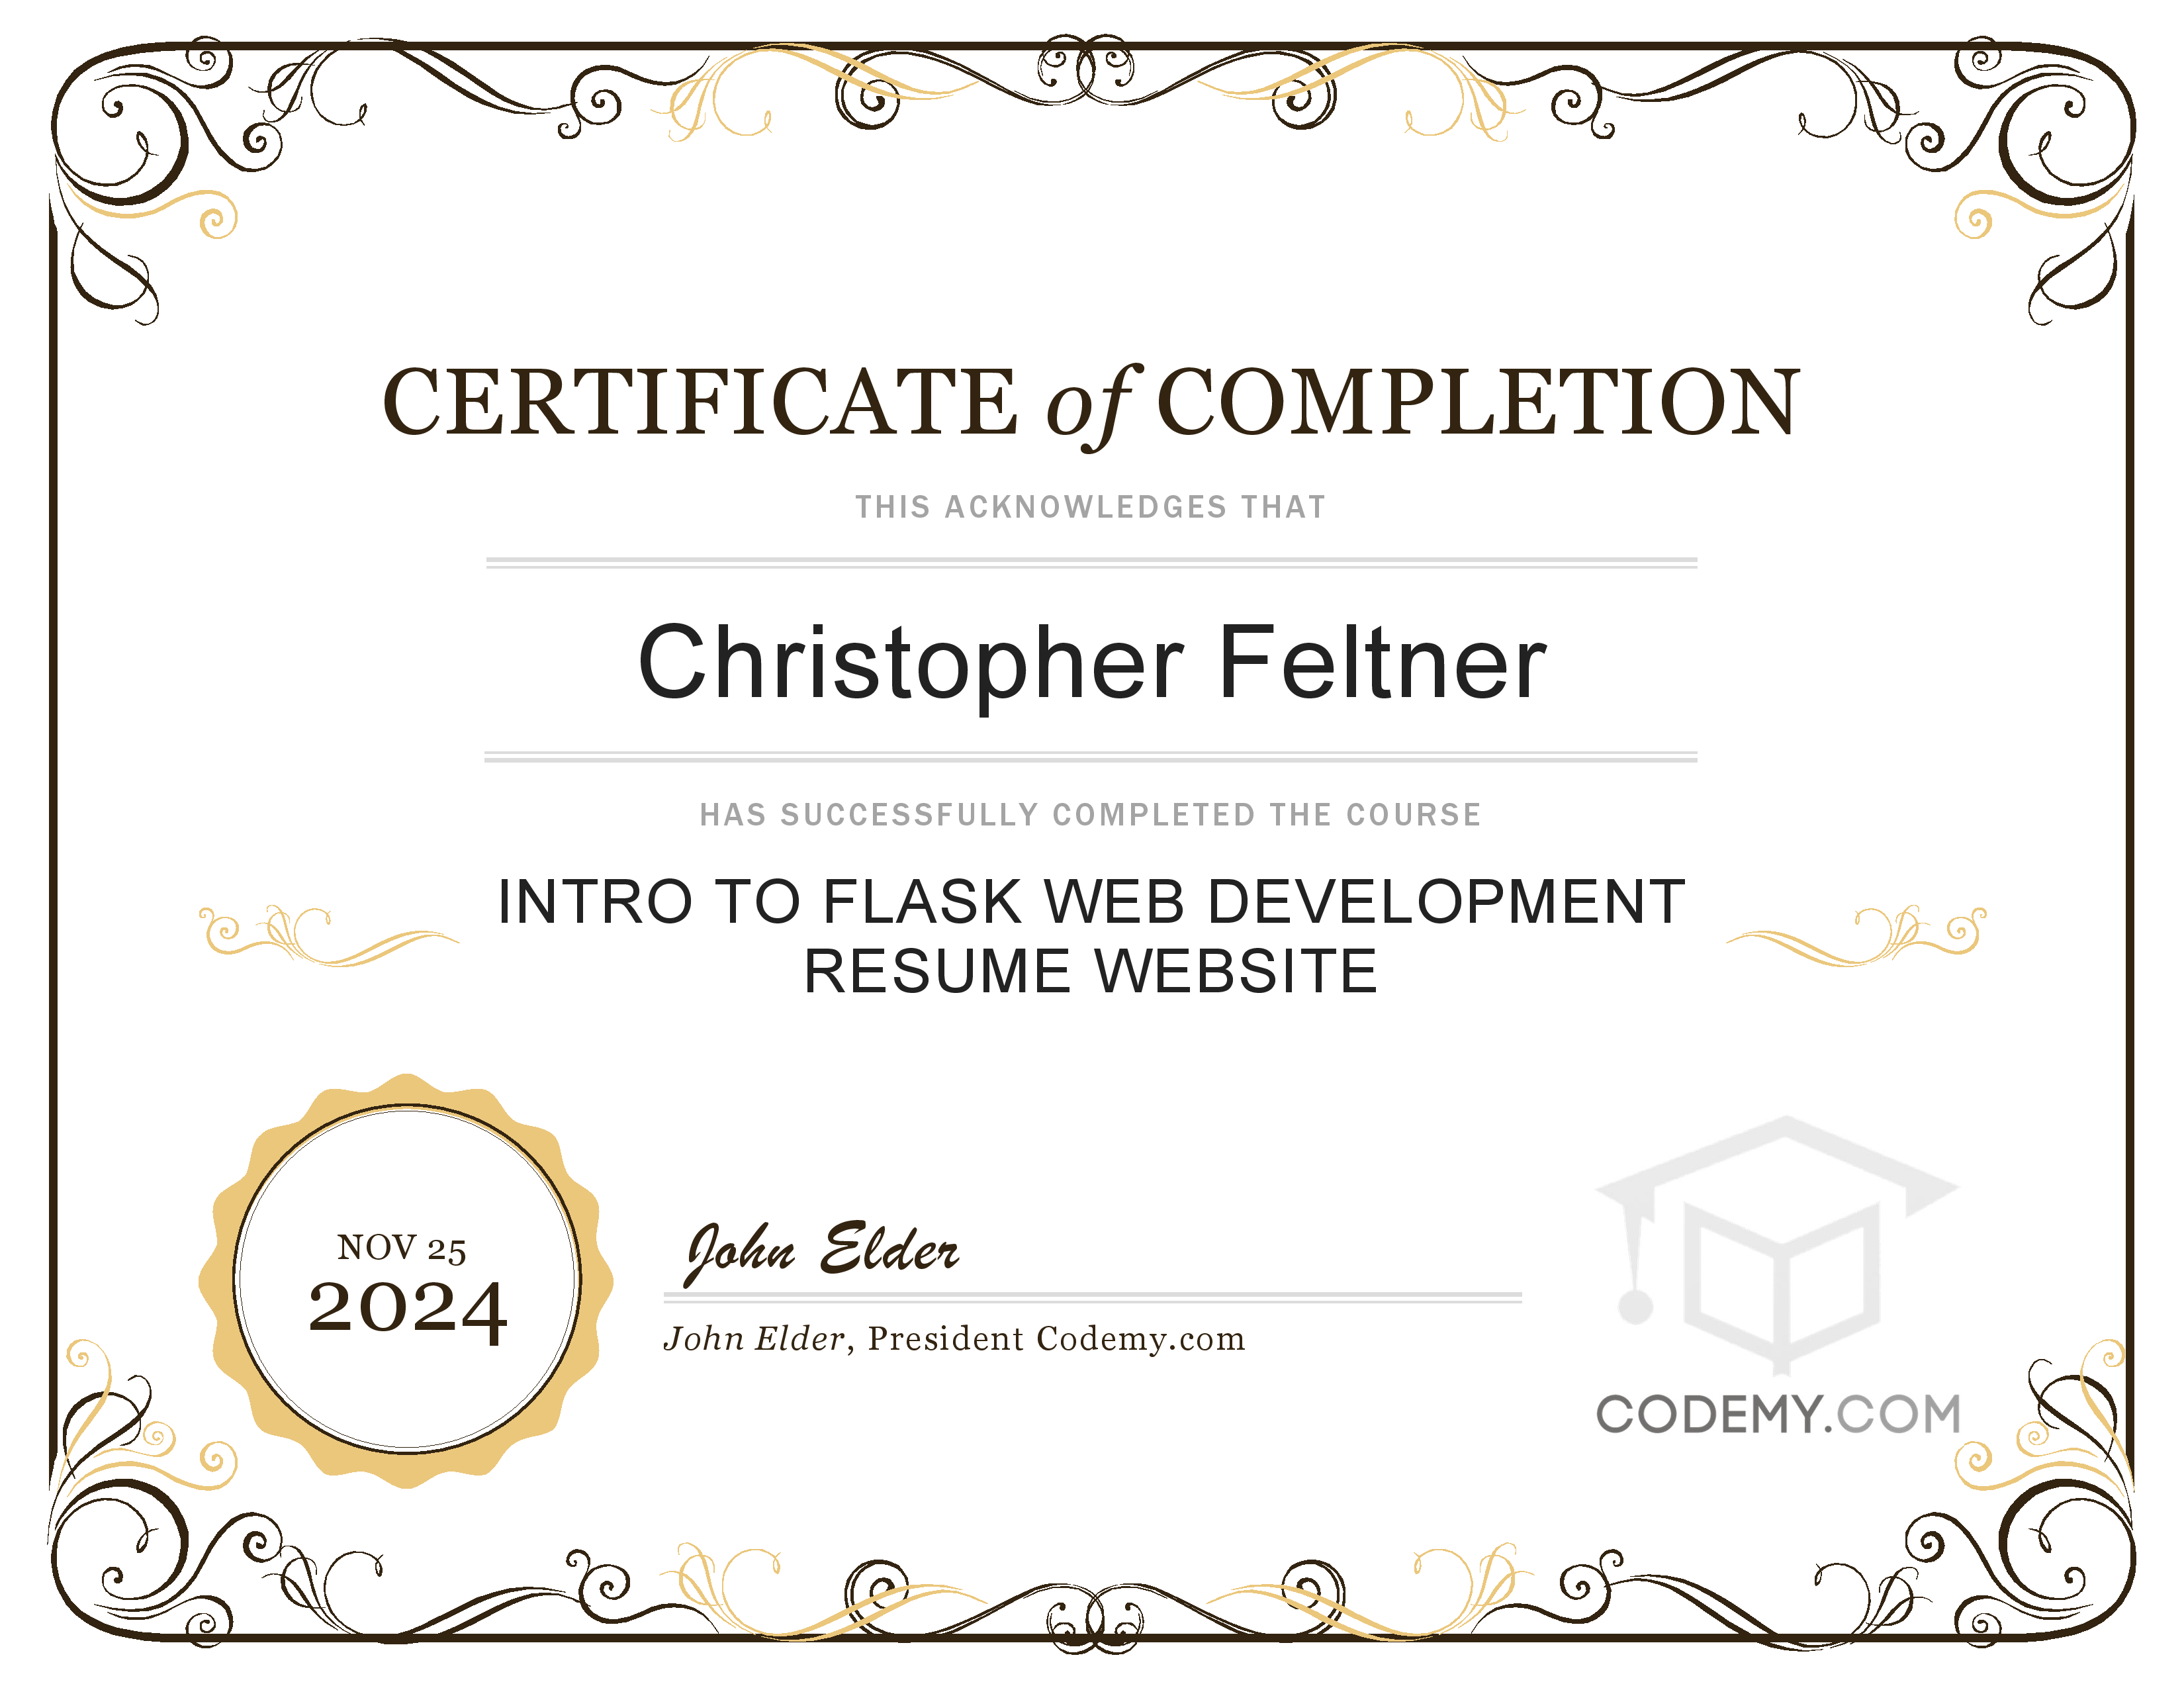 CERTIFICATE of COMPLETION
THIS ACKNOWLEDGES THAT
Christopher Feltner
HAS SUCCESSFULLY COMPLETED THE COURSE
INTRO TO FLASK WEB DEVELOPMENT
RESUME WEBSITE
NOV 25
2024
John Elder
John Elder, President Codemy.com
CODEMY.COM